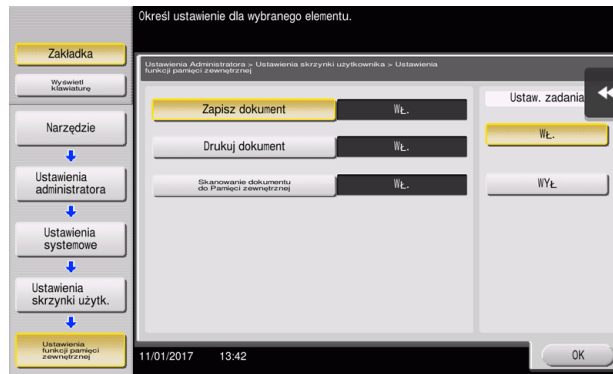 Określ ustawienie dla wybranego elementu.
Zakładka
Wyświetl
klawiaturę
Narzędzie
Ustawienia
administratora
Ustawienia
systemowe
Ustawienia
skrzynki użytk.
Ustawienia
funkcji pamięci
zewnętrznej
Ustawienia Administratora > Ustawienia skrzynki użytkownika > Ustawienia
funkcji pamięci zewnętrznej
Zapisz dokument WŁ.
Drukuj dokument WŁ.
Skanowanie dokumentu
do Pamięci zewnętrznej WŁ.
Ustaw. zadania
WŁ.
WYŁ
11/01/2017 13:42
OK